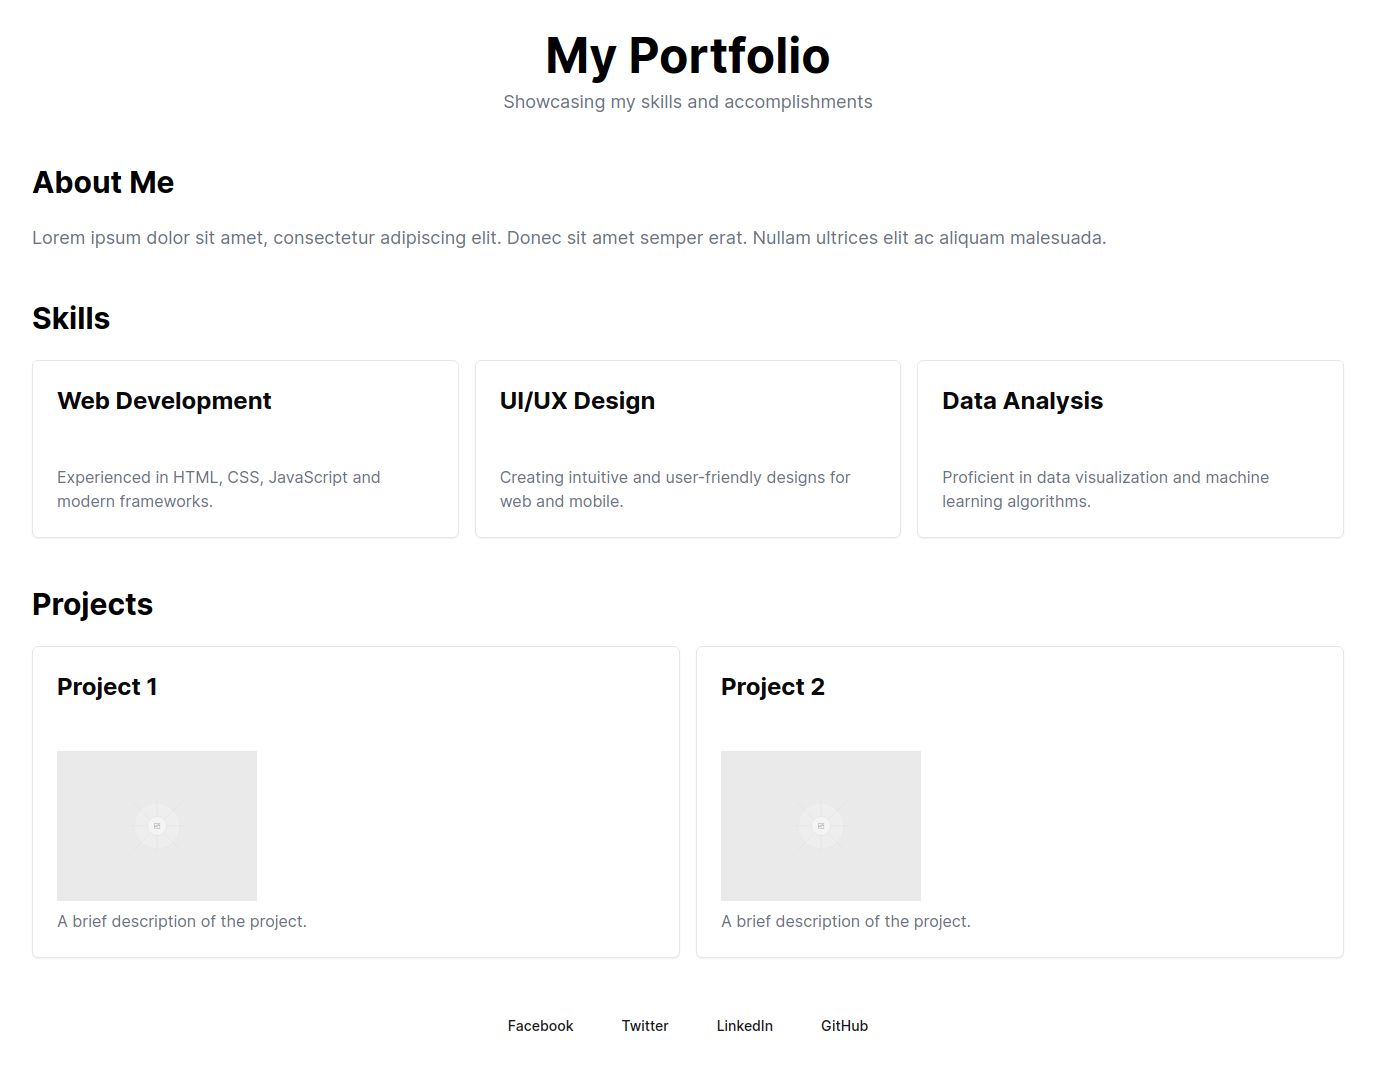 My Portfolio
Showcasing my skills and accomplishments
About Me
Lorem ipsum dolor sit amet, consectetur adipiscing elit. Donec sit amet semper erat. Nullam ultrices elit ac aliquam malesuada.
Skills
Web Development
Experienced in HTML, CSS, JavaScript and
modern frameworks.
UI/UX Design
Creating intuitive and user-friendly designs for
web and mobile.
Data Analysis
Proficient in data visualization and machine
learning algorithms.
Projects
Project 1
A brief description of the project.
Project 2
A brief description of the project.
Facebook
Twitter
LinkedIn
GitHub